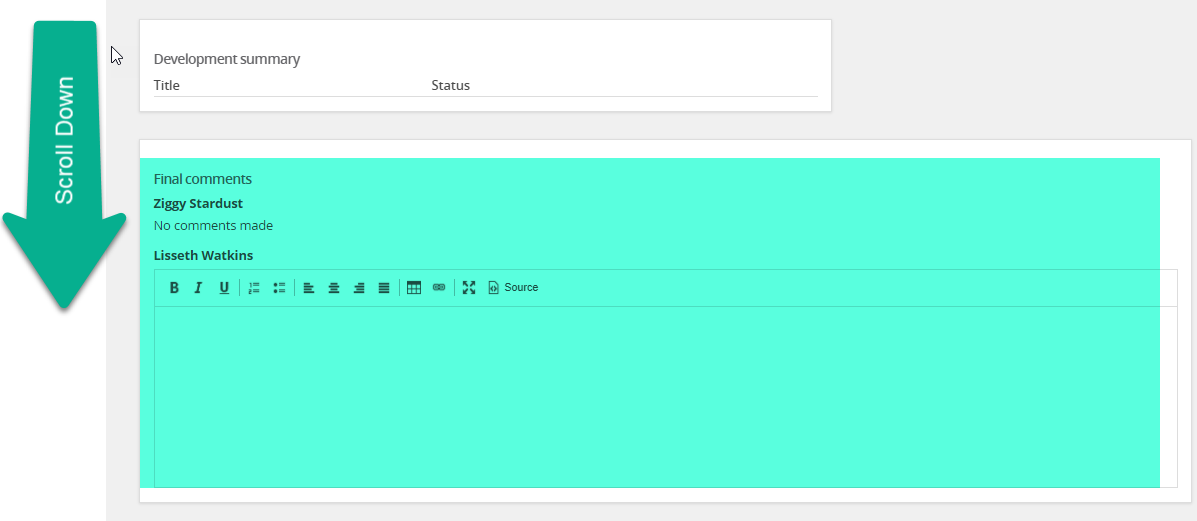 Scroll Down
Development summary
Title Status
Final comments
Ziggy Stardust
No comments made
Lisseth Watkins
B I U Source